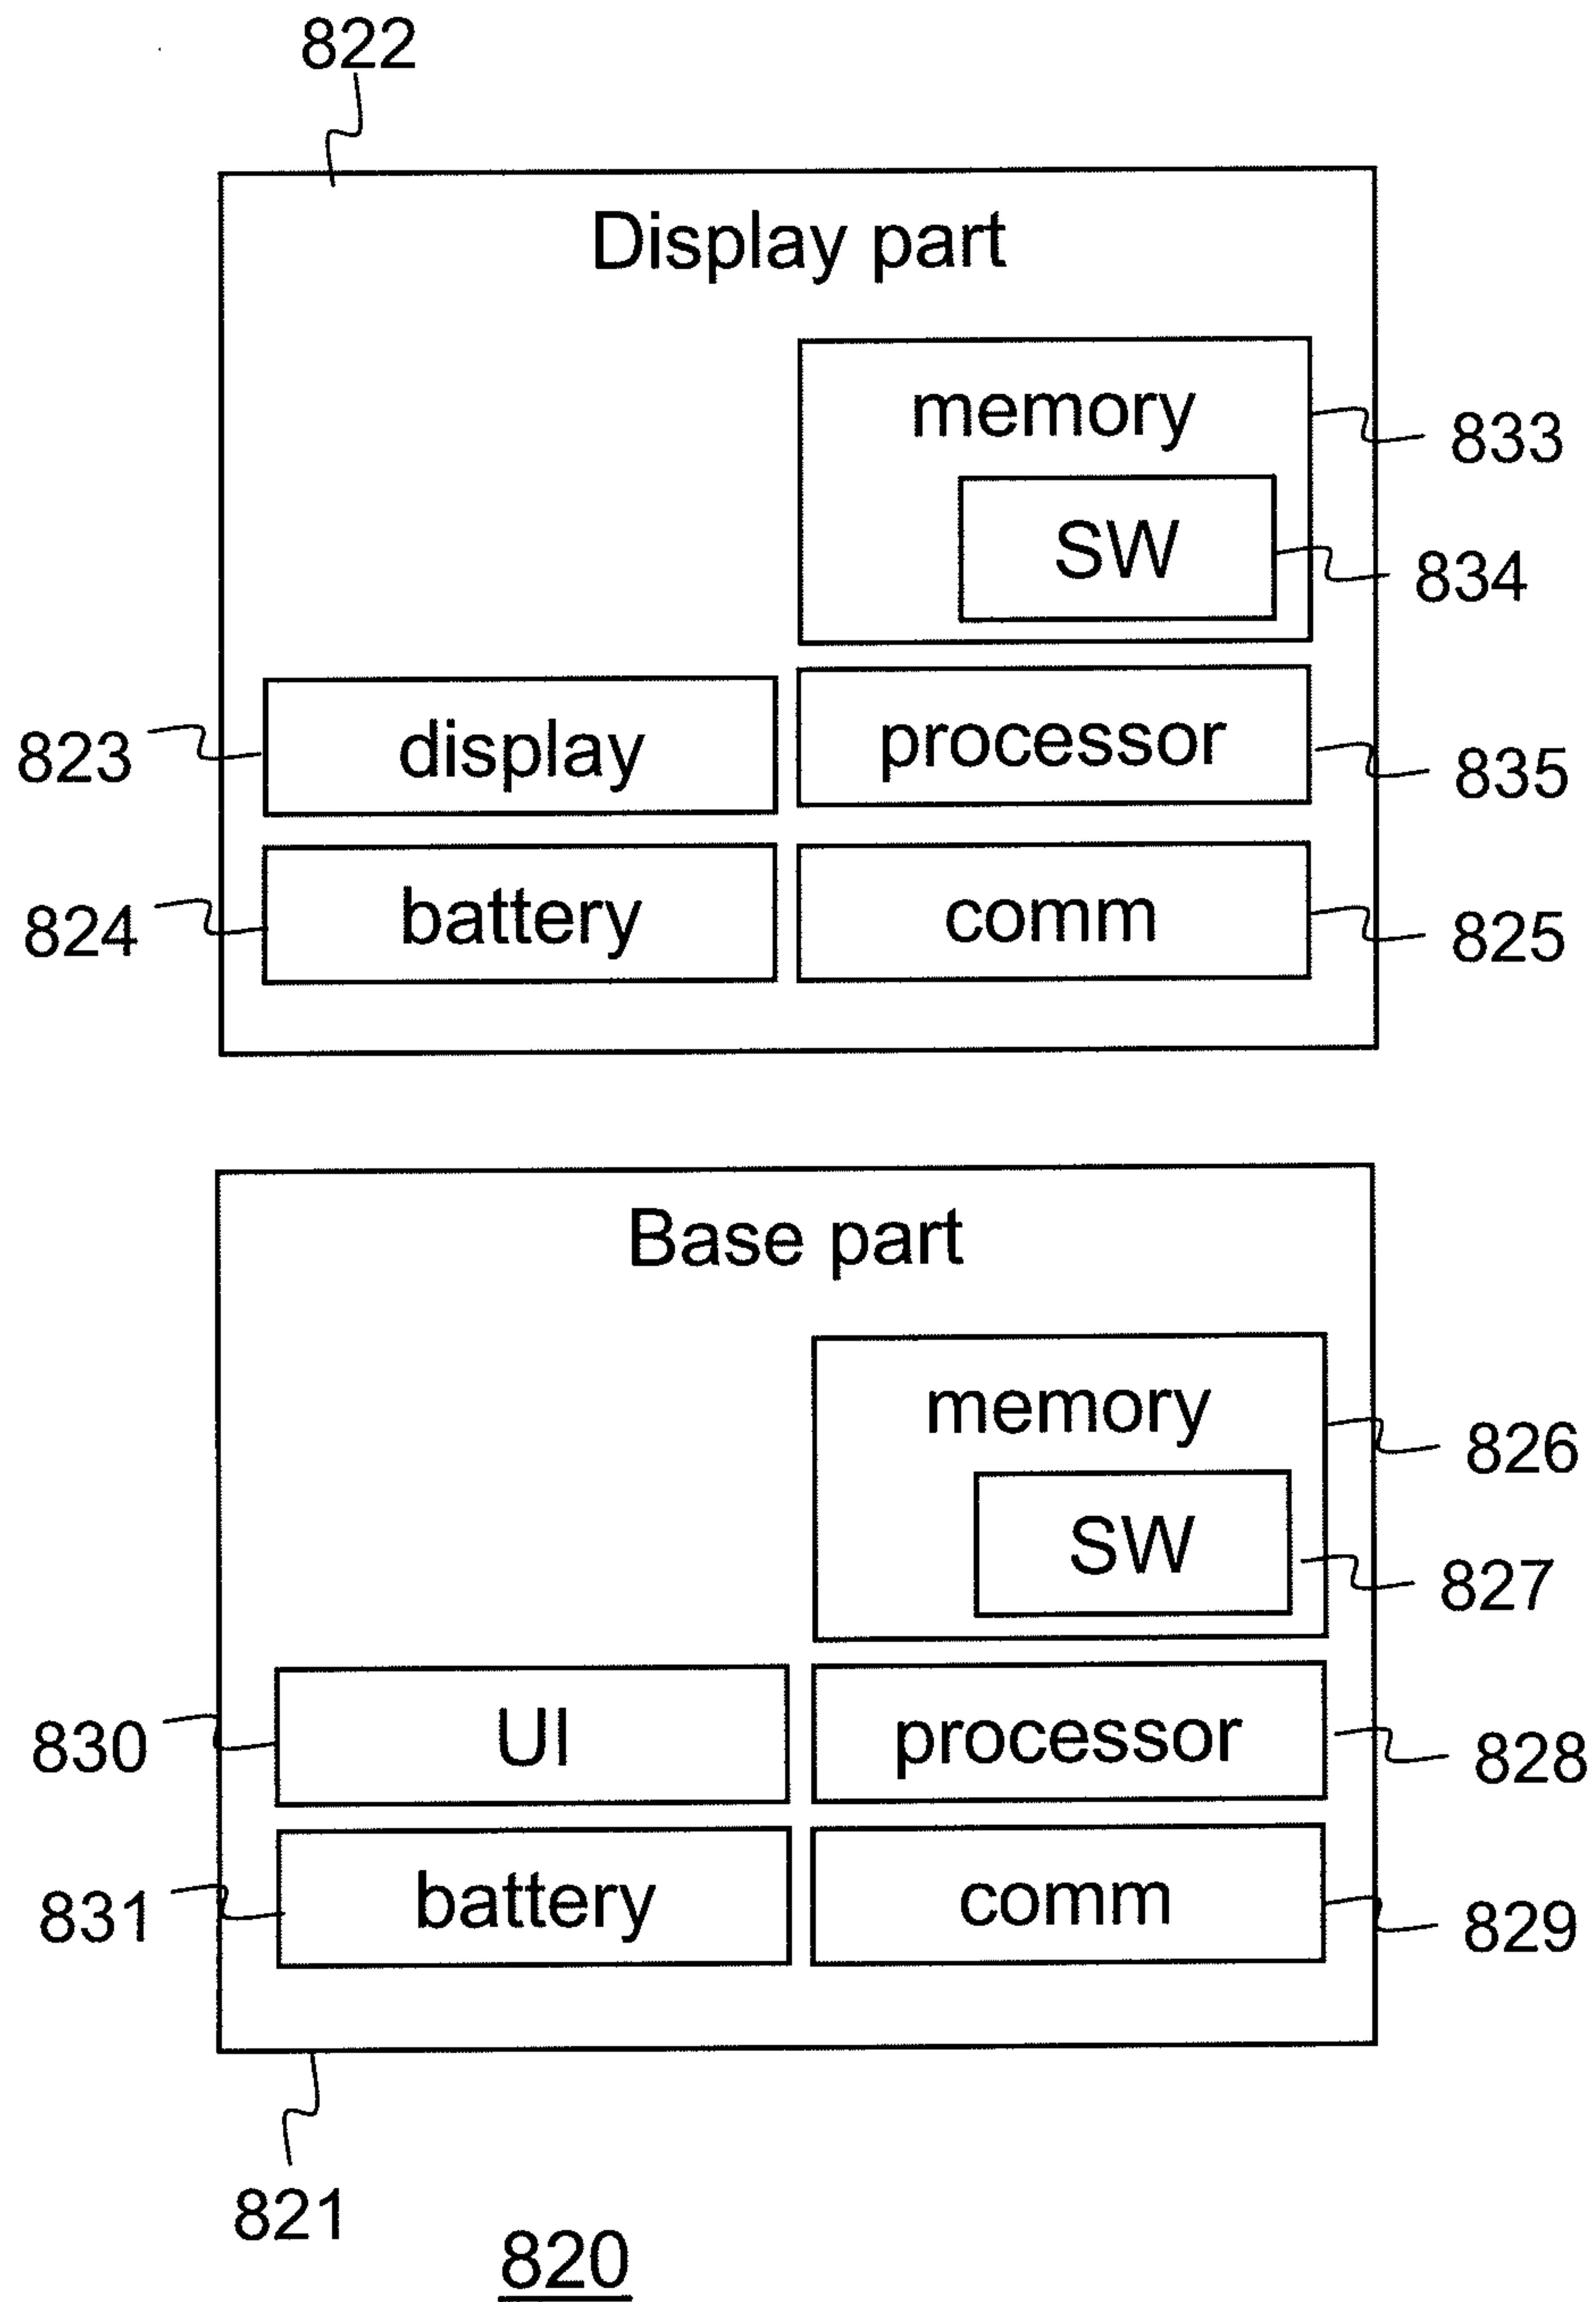 822
Display part
memory
833
SW
834
display
processor
823
835
battery
comm
824
825
Base part
memory
826
SW
827
UI
processor
830
828
battery
comm
831
829
821
820